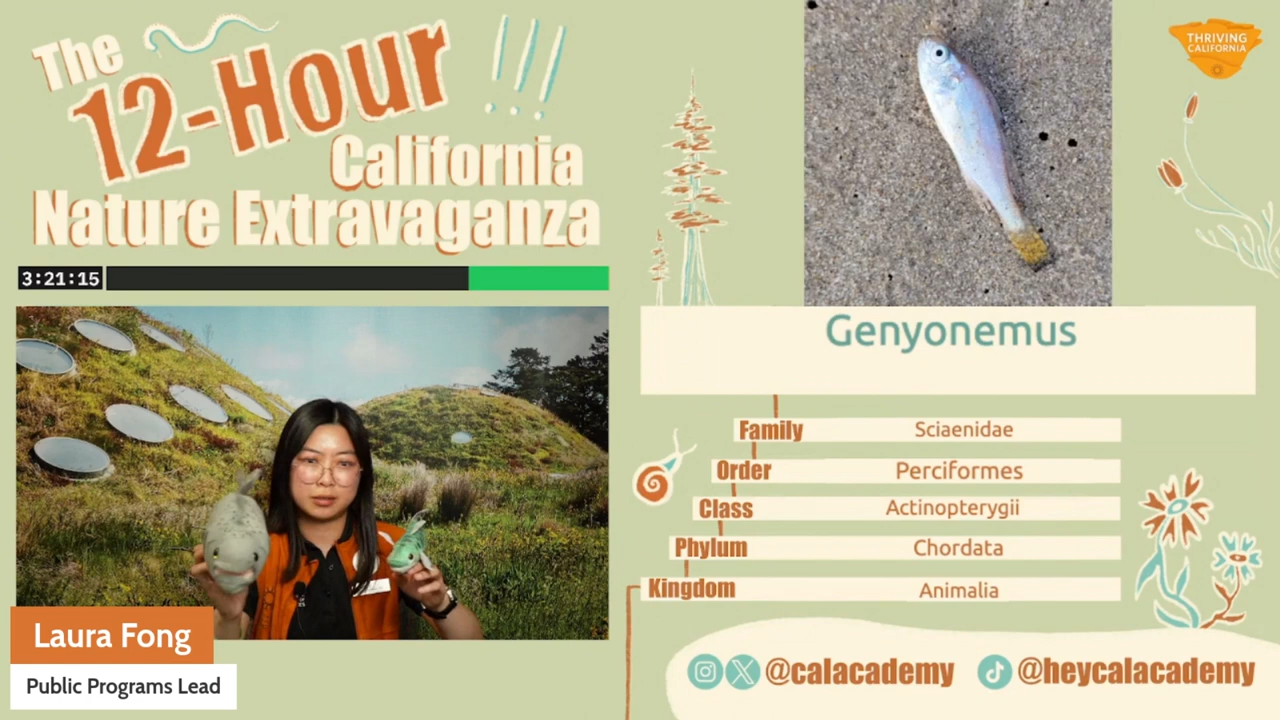 The
12-Hour
!!!
California
Nature Extravaganza
3:21:15
Laura Fong
Public Programs Lead
THRIVING
CALIFORNIA
Genyonemus
Family Sciaenidae
Order Perciformes
Class Actinopterygii
Phylum Chordata
Kingdom Animalia
@calacademy @heycalacademy